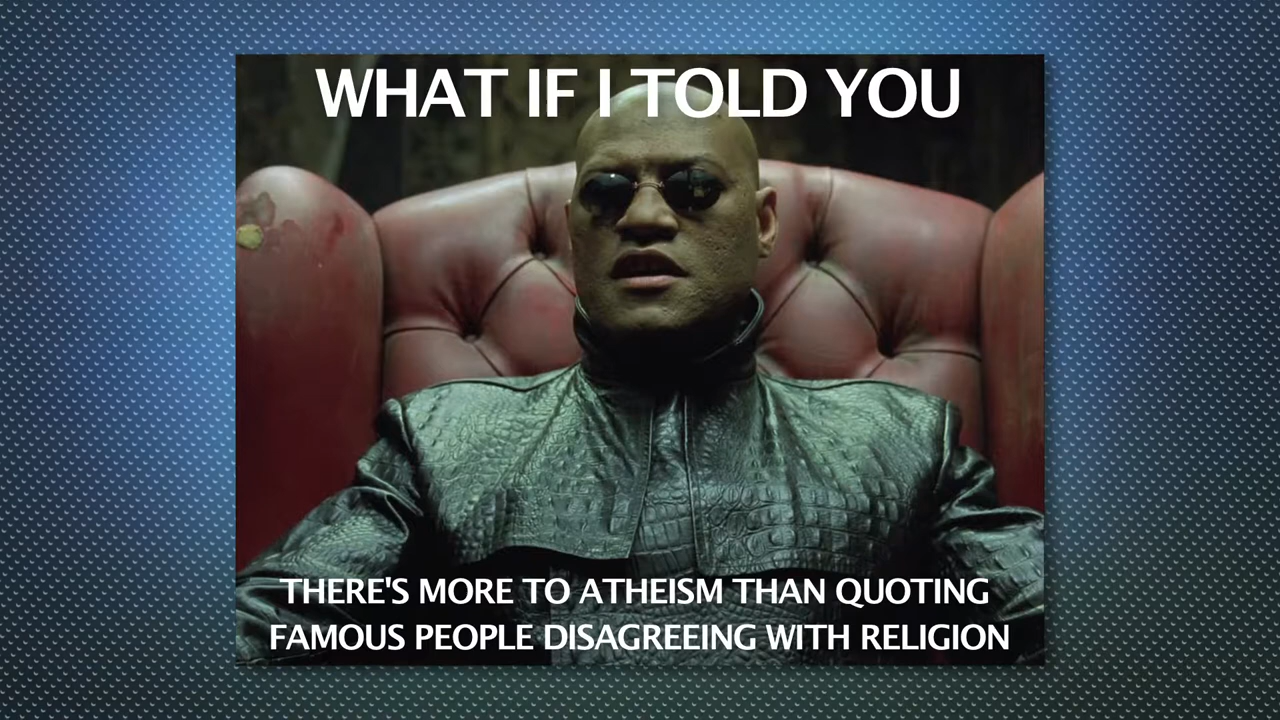 WHAT IF I TOLD YOU
THERE'S MORE TO ATHEISM THAN QUOTING
FAMOUS PEOPLE DISAGREEING WITH RELIGION